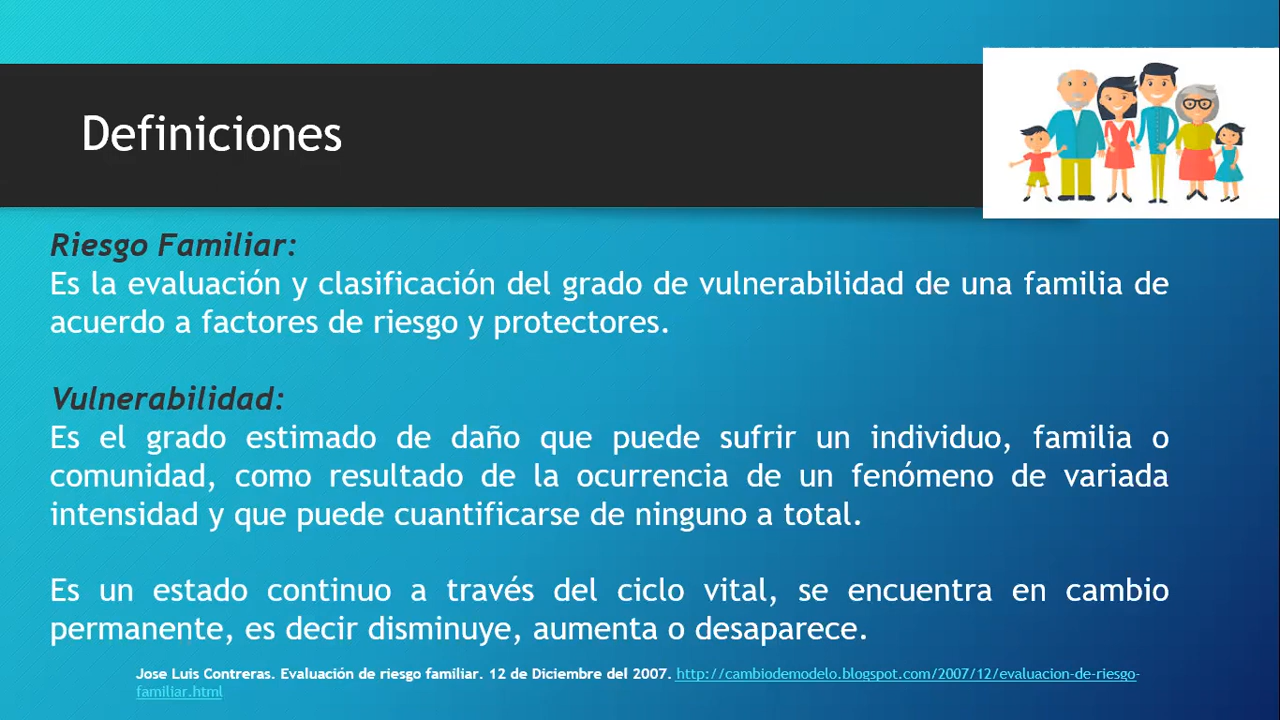 Definiciones
Riesgo Familiar:
Es la evaluación y clasificación del grado de vulnerabilidad de una familia de
acuerdo a factores de riesgo y protectores.
Vulnerabilidad:
Es el grado estimado de daño que puede sufrir un individuo, familia o
comunidad, como resultado de la ocurrencia de un fenómeno de variada
intensidad y que puede cuantificarse de ninguno a total.
Es un estado continuo a través del ciclo vital, se encuentra en cambio
permanente, es decir disminuye, aumenta o desaparece.
Jose Luis Contreras. Evaluación de riesgo familiar. 12 de Diciembre del 2007. http://cambiodemodelo.blogspot.com/2007/12/evaluacion-de-riesgo-
familiar.html